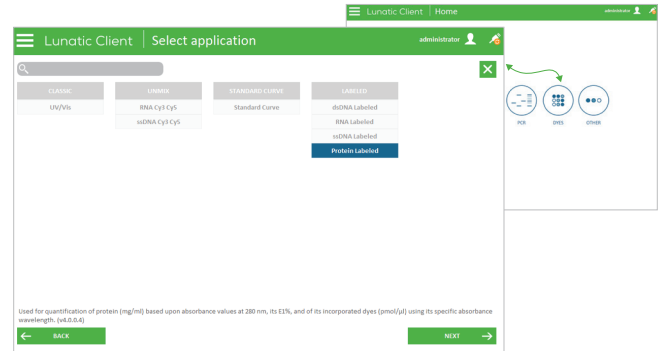 Lunatic Client | Home
administrator
Lunatic Client | Select application
administrator
CLASSIC UNMIX STANDARD CURVE LABELED
UV/Vis RNA Cy3 Cy5 Standard Curve dsDNA Labeled
ssDNA Cy3 Cy5 RNA Labeled
ssDNA Labeled
Protein Labeled
PCR DYES OTHER
Used for quantification of protein (mg/ml) based upon absorbance values at 280 nm, its E1%, and of its incorporated dyes (pmol/µl) using its specific absorbance
wavelength. (v4.0.0.4)
BACK NEXT